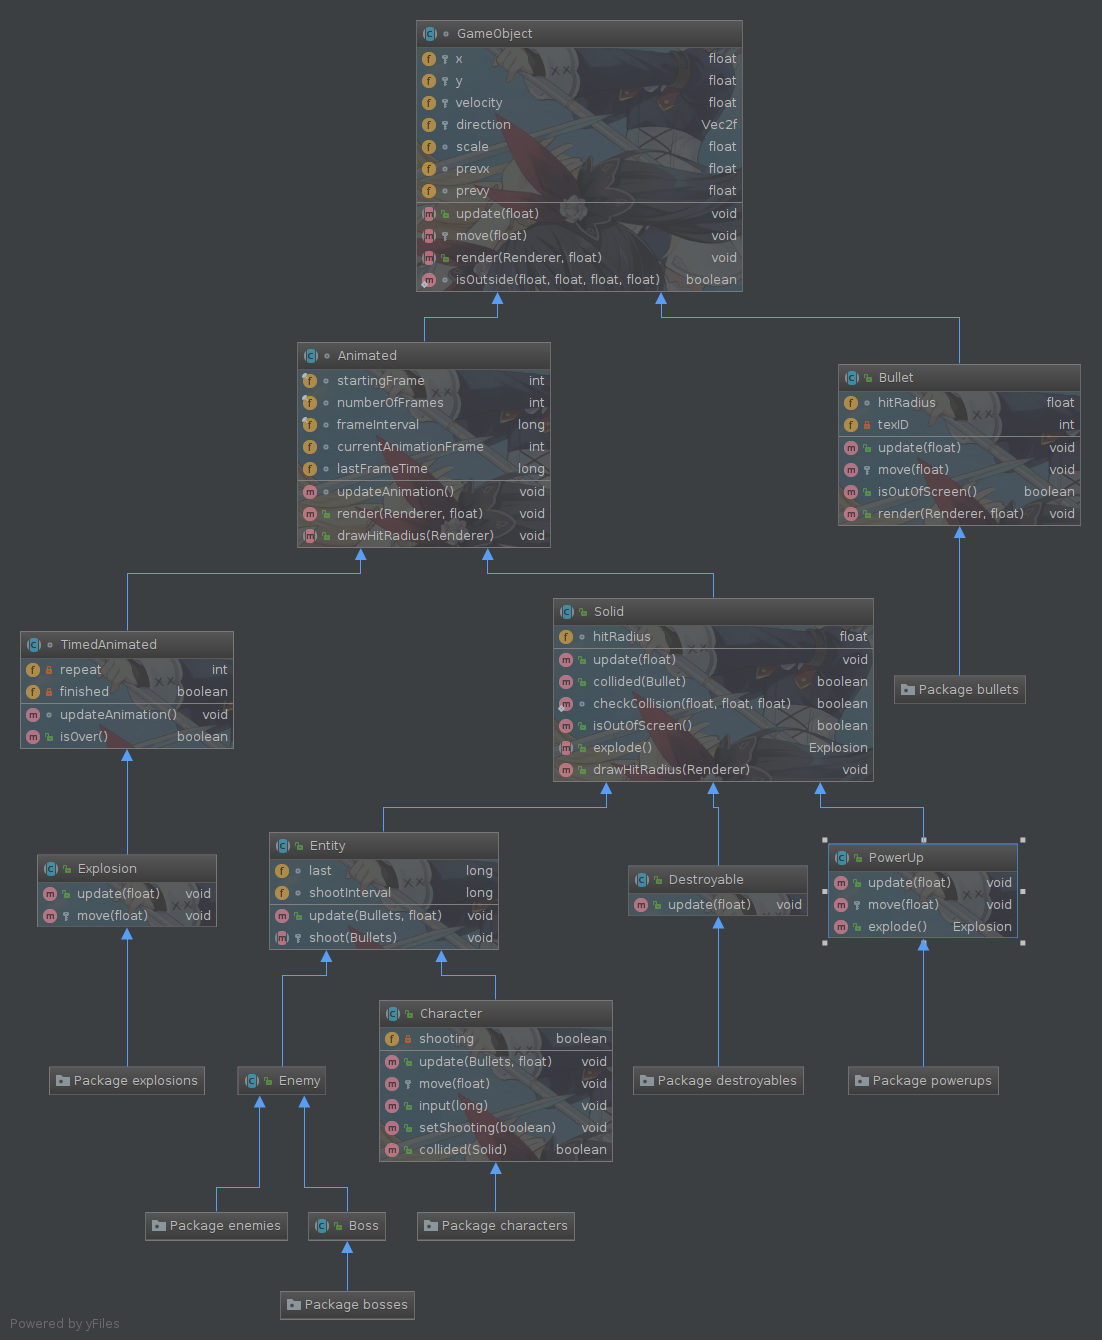 GameObject
x float
y float
velocity float
direction Vec2f
scale float
prevx float
prevy float
update(float) void
move(float) void
render(Renderer, float) void
isOutside(float, float, float, float) boolean
Animated
startingFrame int
numberOfFrames int
frameInterval long
currentAnimationFrame int
lastFrameTime long
updateAnimation() void
render(Renderer, float) void
drawHitRadius(Renderer) void
Bullet
hitRadius float
texID int
update(float) void
move(float) void
isOutOfScreen() boolean
render(Renderer, float) void
TimedAnimated
repeat int
finished boolean
updateAnimation() void
isOver() boolean
Solid
hitRadius float
update(float) void
collided(Bullet) boolean
checkCollision(float, float, float) boolean
isOutOfScreen() boolean
explode() Explosion
drawHitRadius(Renderer) void
Package bullets
Explosion
update(float) void
move(float) void
Entity
last long
shootInterval long
update(Bullets, float) void
shoot(Bullets) void
Destroyable
update(float) void
PowerUp
update(float) void
move(float) void
explode() Explosion
Character
shooting boolean
update(Bullets, float) void
move(float) void
input(long) void
setShooting(boolean) void
collided(Solid) boolean
Package explosions
Enemy
Package destroyables
Package powerups
Package enemies
Boss
Package characters
Package bosses
Powered by yFiles